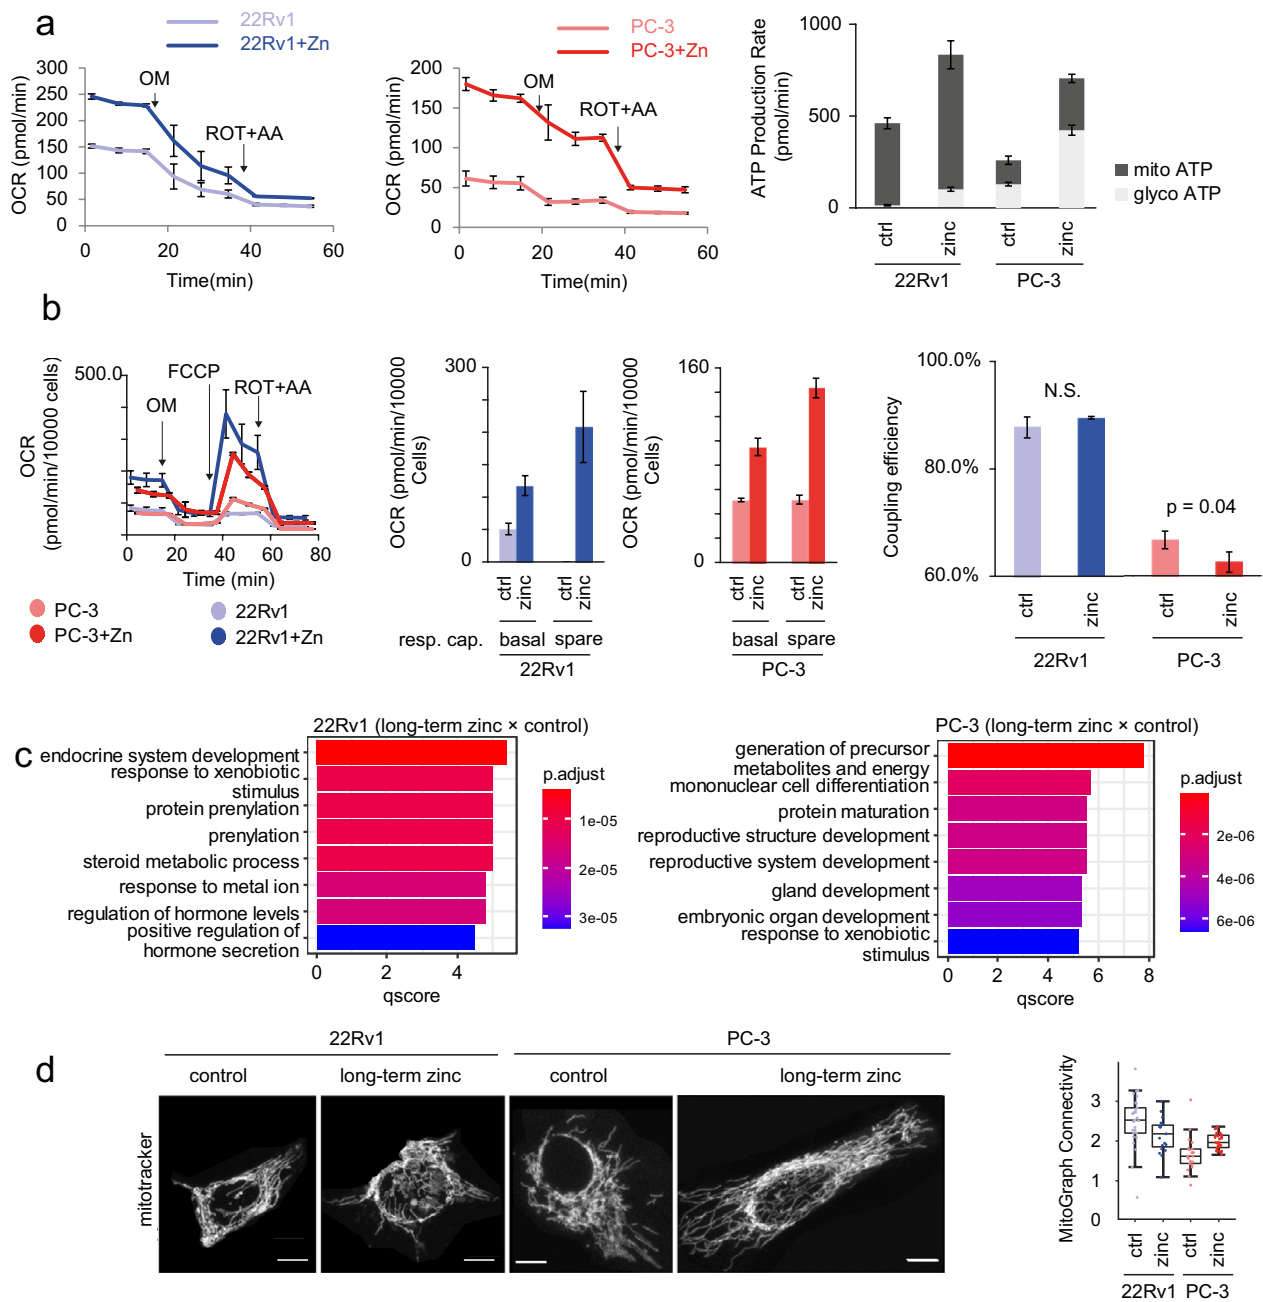 a
22Rv1
22Rv1+Zn
OCR (pmol/min)
300
250
200
150
100
50
0
OM
ROT+AA
0
20
40
60
Time(min)
PC-3
PC-3+Zn
OCR (pmol/min)
200
150
100
50
0
OM
ROT+AA
0
20
40
60
Time(min)
ATP Production Rate
(pmol/min)
1000
500
0
mito ATP
glyco ATP
ctrl
zinc
ctrl
zinc
22Rv1
PC-3
b
OCR
(pmol/min/10000 cells)
500.0
OM
FCCP
ROT+AA
0
20
40
60
80
Time (min)
PC-3
PC-3+Zn
22Rv1
22Rv1+Zn
OCR (pmol/min/10000
Cells)
300
0
ctrl
zinc
ctrl
zinc
resp. cap.
basal
spare
22Rv1
OCR (pmol/min/10000
Cells)
160
0
ctrl
zinc
ctrl
zinc
basal
spare
PC-3
Coupling efficiency
100.0%
80.0%
60.0%
N.S.
p = 0.04
ctrl
zinc
ctrl
zinc
22Rv1
PC-3
c
22Rv1 (long-term zinc × control)
endocrine system development
response to xenobiotic
stimulus
protein prenylation
prenylation
steroid metabolic process
response to metal ion
regulation of hormone levels
positive regulation of
hormone secretion
0
2
4
qscore
p.adjust
1e-05
2e-05
3e-05
PC-3 (long-term zinc × control)
generation of precursor
metabolites and energy
mononuclear cell differentiation
protein maturation
reproductive structure development
reproductive system development
gland development
embryonic organ development
response to xenobiotic
stimulus
0
2
4
6
8
qscore
p.adjust
2e-06
4e-06
6e-06
d
22Rv1
PC-3
control
long-term zinc
control
long-term zinc
mitotracker
MitoGraph Connectivity
3
2
1
0
ctrl
zinc
ctrl
zinc
22Rv1
PC-3